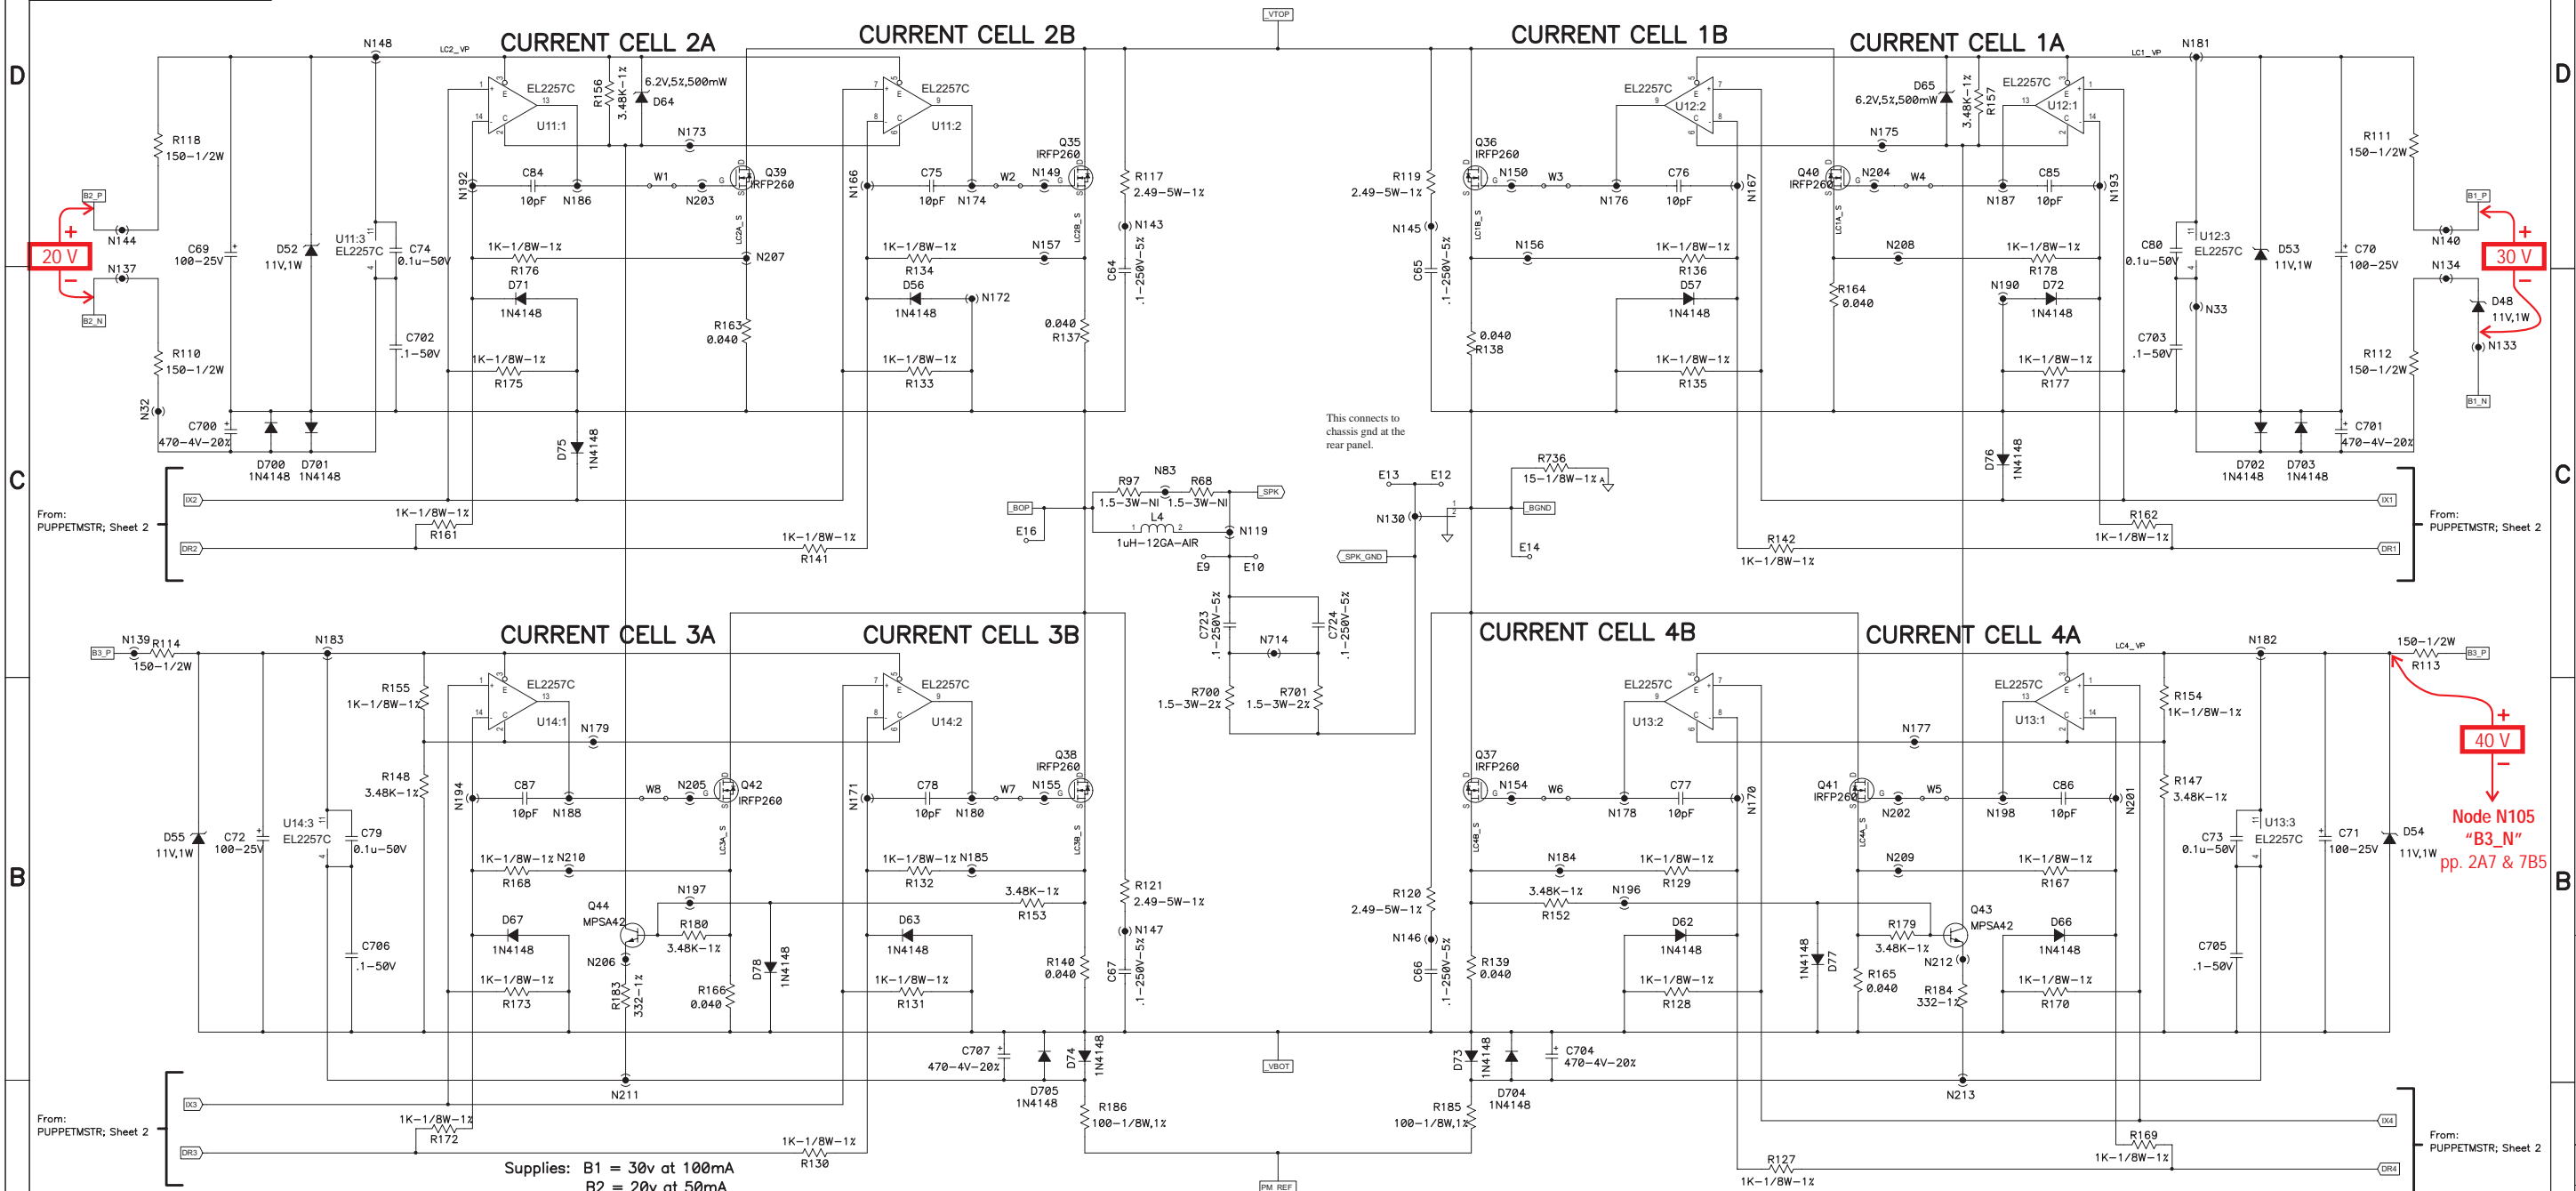 _VTOP
CURRENT CELL 2A
CURRENT CELL 2B
CURRENT CELL 1B
CURRENT CELL 1A
D
D
N148
LC2_VP
R156
3.48K-1%
6.2V,5%,500mW
D64
EL2257C
U11:1
EL2257C
U11:2
N173
R118
150-1/2W
B2_P
N144
20 V
+
−
N137
B2_N
R110
150-1/2W
N32
C69
100-25V
D52
11V,1W
U11:3
EL2257C
C74
0.1u-50V
C702
.1-50V
C700
470-4V-20%
D700
1N4148
D701
1N4148
N192
C84
10pF
N186
W1
N203
Q39
IRFP260
LC2A_S
1K-1/8W-1%
R176
N207
D71
1N4148
R163
0.040
1K-1/8W-1%
R175
D75
1N4148
N166
C75
10pF
N174
W2
N149
Q35
IRFP260
LC2B_S
1K-1/8W-1%
R134
N157
D56
1N4148
N172
0.040
R137
1K-1/8W-1%
R133
R117
2.49-5W-1%
N143
C64
.1-250V-5%
Q36
IRFP260
R119
2.49-5W-1%
N145
C65
.1-250V-5%
N150
W3
N176
C76
10pF
N167
EL2257C
U12:2
LC1B_S
N156
1K-1/8W-1%
R136
D57
1N4148
0.040
R138
1K-1/8W-1%
R135
D65
6.2V,5%,500mW
3.48K-1%
R157
EL2257C
U12:1
LC1_VP
N181
N175
Q40
IRFP260
N204
W4
N187
C85
10pF
N193
LC1A_S
N208
1K-1/8W-1%
R178
R164
0.040
N190
D72
1N4148
1K-1/8W-1%
R177
D76
1N4148
C80
0.1u-50V
U12:3
EL2257C
N33
C703
.1-50V
D53
11V,1W
C70
100-25V
R111
150-1/2W
B1_P
N140
30 V
+
−
N134
D48
11V,1W
N133
B1_N
R112
150-1/2W
C701
470-4V-20%
D702
1N4148
D703
1N4148
C
C
From:
PUPPETMSTR; Sheet 2
IX2
DR2
1K-1/8W-1%
R161
1K-1/8W-1%
R141
This connects to
chassis gnd at the
rear panel.
_BOP
E16
R97
N83
R68
1.5-3W-NI
1.5-3W-NI
L4
1uH-12GA-AIR
_SPK
N119
E9
E10
E13
E12
N130
_SPK_GND
R736
15-1/8W-1%
_BGND
E14
C723
.1-250V-5%
C724
.1-250V-5%
N714
R700
1.5-3W-2%
R701
1.5-3W-2%
R142
1K-1/8W-1%
R162
1K-1/8W-1%
IX1
DR1
From:
PUPPETMSTR; Sheet 2
CURRENT CELL 3A
CURRENT CELL 3B
CURRENT CELL 4B
CURRENT CELL 4A
B3_P
N139
R114
150-1/2W
N183
R155
1K-1/8W-1%
R148
3.48K-1%
EL2257C
U14:1
EL2257C
U14:2
N179
D55
11V,1W
C72
100-25V
U14:3
EL2257C
C79
0.1u-50V
C706
.1-50V
N194
C87
10pF
N188
W8
N205
Q42
IRFP260
LC3A_S
1K-1/8W-1%
R168
N210
D67
1N4148
1K-1/8W-1%
R173
Q44
MPSA42
N206
R183
332-1%
N197
R180
3.48K-1%
R166
0.040
D78
1N4148
N171
C78
10pF
N180
W7
N155
Q38
IRFP260
LC3B_S
1K-1/8W-1%
R132
N185
3.48K-1%
R153
D63
1N4148
R140
0.040
1K-1/8W-1%
R131
R121
2.49-5W-1%
N147
C67
.1-250V-5%
Q37
IRFP260
R120
2.49-5W-1%
N146
C66
.1-250V-5%
N154
W6
N178
C77
10pF
N170
EL2257C
U13:2
LC4B_S
N184
1K-1/8W-1%
R129
3.48K-1%
R152
N196
D62
1N4148
R139
0.040
1K-1/8W-1%
R128
N177
EL2257C
U13:1
LC4_VP
N182
R154
1K-1/8W-1%
R147
3.48K-1%
Q41
IRFP260
N202
W5
N198
C86
10pF
N201
LC4A_S
N209
1K-1/8W-1%
R167
R179
3.48K-1%
Q43
MPSA42
N212
R184
332-1%
R165
0.040
1N4148
D77
D66
1N4148
1K-1/8W-1%
R170
C73
0.1u-50V
U13:3
EL2257C
C705
.1-50V
C71
100-25V
D54
11V,1W
150-1/2W
R113
B3_P
+
40 V
−
Node N105
“B3_N”
pp. 2A7 & 7B5
B
B
N211
C707
470-4V-20%
D705
1N4148
D74
1N4148
R186
100-1/8W,1%
_VBOT
D73
1N4148
D704
1N4148
C704
470-4V-20%
R185
100-1/8W,1%
N213
From:
PUPPETMSTR; Sheet 2
IX3
DR3
1K-1/8W-1%
R172
1K-1/8W-1%
R130
PM_REF
R127
1K-1/8W-1%
R169
1K-1/8W-1%
IX4
DR4
From:
PUPPETMSTR; Sheet 2
Supplies: B1 = 30v at 100mA
B2 = 20v at 50mA